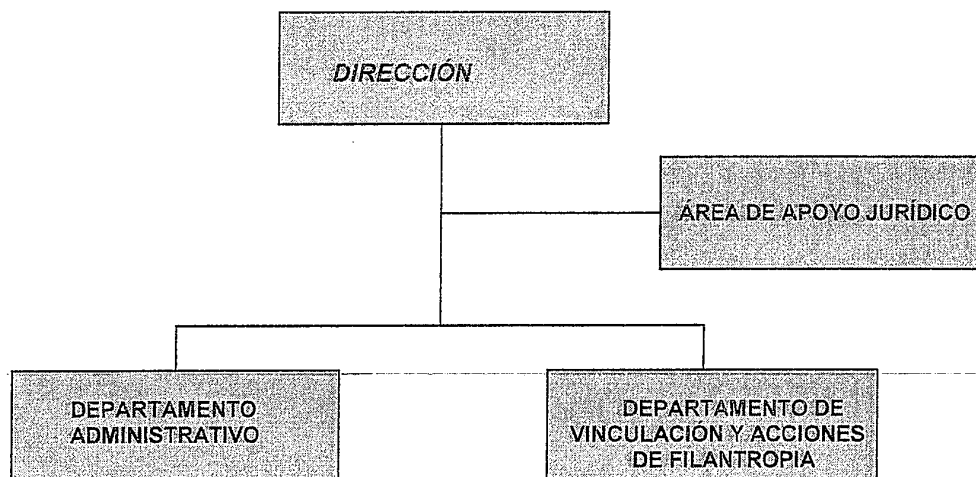 DIRECCIÓN
ÁREA DE APOYO JURÍDICO
DEPARTAMENTO
ADMINISTRATIVO
DEPARTAMENTO DE
VINCULACIÓN Y ACCIONES
DE FILANTROPIA